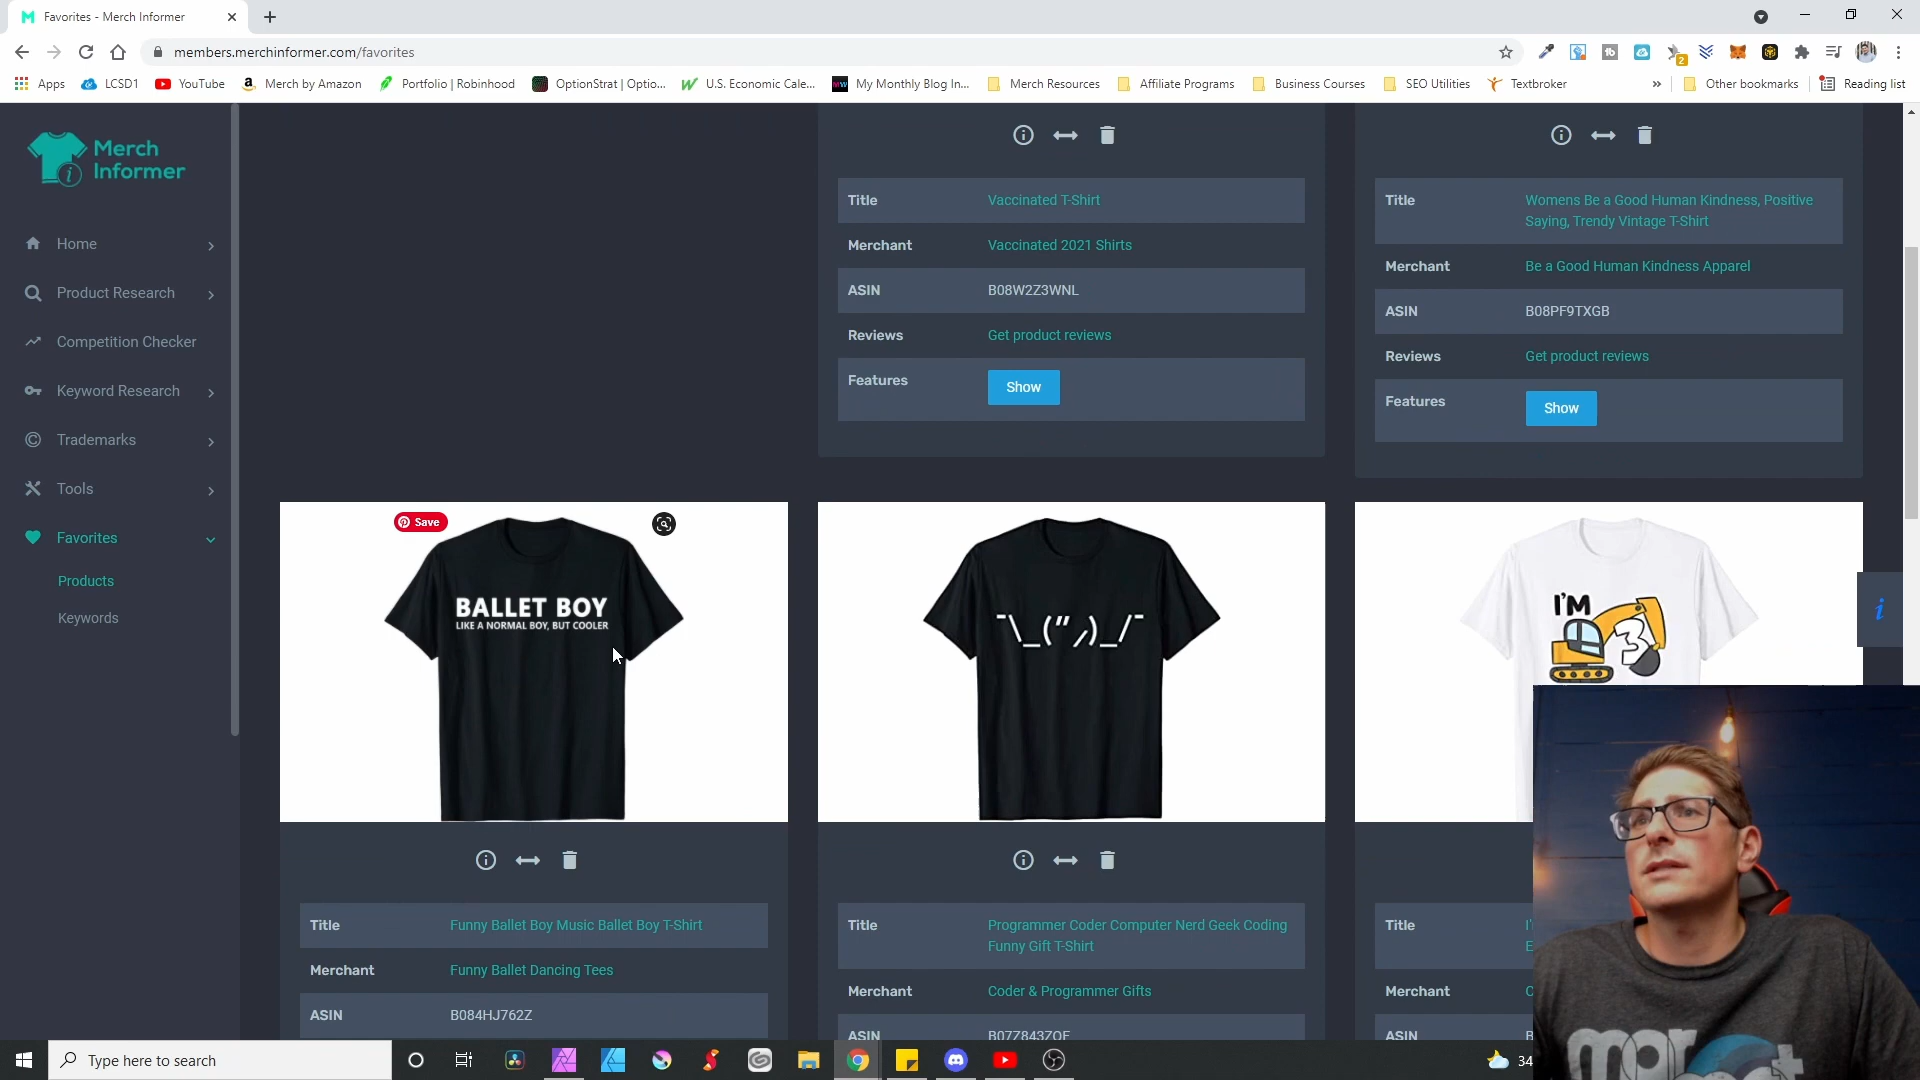 Favorites - Merch Informer
members.merchinformer.com/favorites
2
Apps
LCSD1
YouTube
Merch by Amazon
Portfolio | Robinhood
OptionStrat | Optio...
U.S. Economic Cale...
My Monthly Blog In...
Merch Resources
Affiliate Programs
Business Courses
SEO Utilities
Textbroker
»
Other bookmarks
Reading list
Merch
Informer
Home
Product Research
Competition Checker
Keyword Research
Trademarks
Tools
Favorites
Products
Keywords
Title
Vaccinated T-Shirt
Merchant
Vaccinated 2021 Shirts
ASIN
B08W2Z3WNL
Reviews
Get product reviews
Features
Show
Title
Womens Be a Good Human Kindness, Positive
Saying, Trendy Vintage T-Shirt
Merchant
Be a Good Human Kindness Apparel
ASIN
B08PF9TXGB
Reviews
Get product reviews
Features
Show
Save
BALLET BOY
LIKE A NORMAL BOY, BUT COOLER
¯\_(ツ)_/¯
I'M
3
i
Title
Funny Ballet Boy Music Ballet Boy T-Shirt
Merchant
Funny Ballet Dancing Tees
ASIN
B084HJ762Z
Title
Programmer Coder Computer Nerd Geek Coding
Funny Gift T-Shirt
Merchant
Coder & Programmer Gifts
ASIN
B07Z843ZQF
Title
Merchant
Type here to search
34